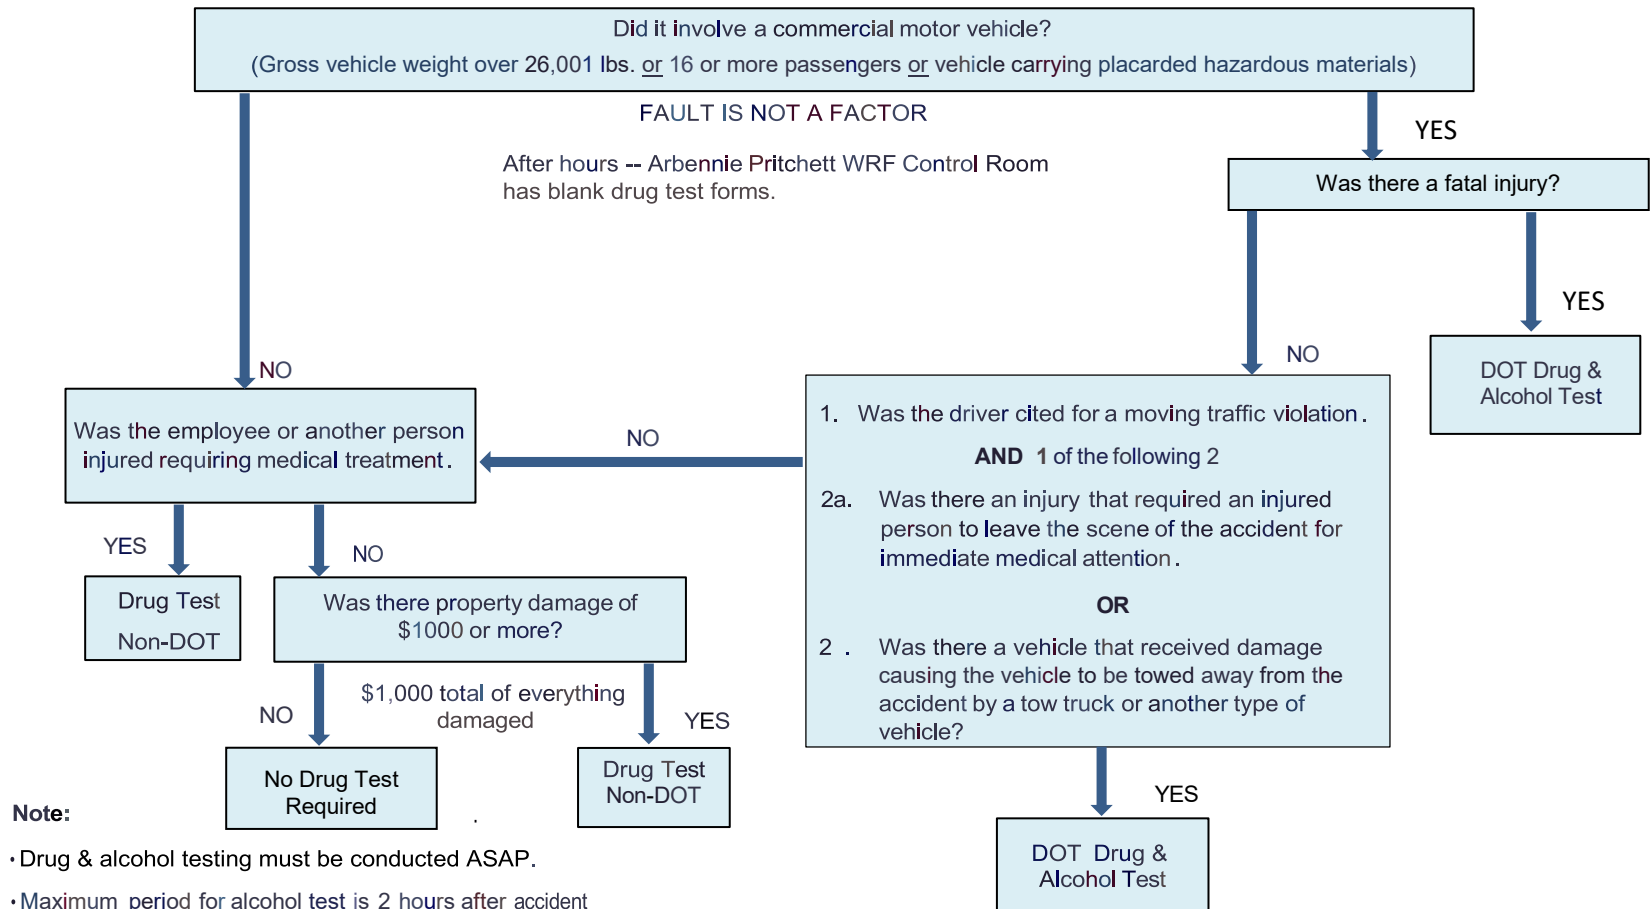 Did it involve a commercial motor vehicle?
(Gross vehicle weight over 26,001 lbs. or 16 or more passengers or vehicle carrying placarded hazardous materials)
FAULT IS NOT A FACTOR
YES
After hours -- Arbennie Pritchett WRF Control Room
has blank drug test forms.
Was there a fatal injury?
YES
NO
NO
DOT Drug &
Alcohol Test
Was the employee or another person
injured requiring medical treatment.
NO
1. Was the driver cited for a moving traffic violation.
AND 1 of the following 2
2a. Was there an injury that required an injured
person to leave the scene of the accident for
immediate medical attention.
OR
2 . Was there a vehicle that received damage
causing the vehicle to be towed away from the
accident by a tow truck or another type of
vehicle?
YES
NO
Drug Test
Non-DOT
Was there property damage of
$1000 or more?
NO
$1,000 total of everything
damaged
YES
No Drug Test
Required
.
Drug Test
Non-DOT
YES
DOT Drug &
Alcohol Test
Note:
· Drug & alcohol testing must be conducted ASAP.
· Maximum period for alcohol test is 2 hours after accident